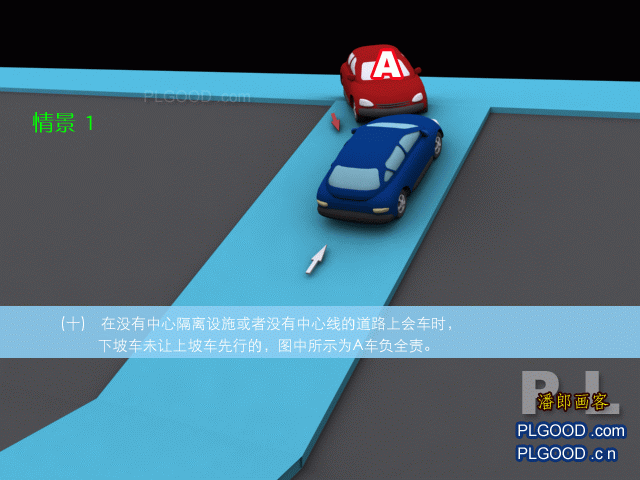 A
PLGOOD .com
情景 1
(十) 在没有中心隔离设施或者没有中心线的道路上会车时，
下坡车未让上坡车先行的，图中所示为A车负全责。
P L
潘郎画客
PLGOOD .com
PLGOOD .cn